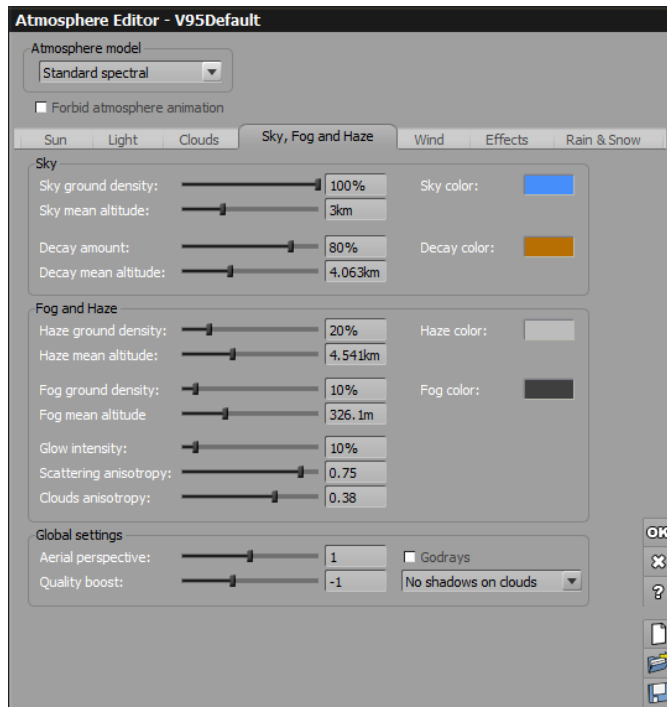 Atmosphere Editor - V95Default
Atmosphere model
Standard spectral
Forbid atmosphere animation
Sun Light Clouds Sky, Fog and Haze Wind Effects Rain & Snow
Sky
Sky ground density: 100% Sky color:
Sky mean altitude: 3km
Decay amount: 80% Decay color:
Decay mean altitude: 4.063km
Fog and Haze
Haze ground density: 20% Haze color:
Haze mean altitude: 4.541km
Fog ground density: 10% Fog color:
Fog mean altitude 326.1m
Glow intensity: 10%
Scattering anisotropy: 0.75
Clouds anisotropy: 0.38
Global settings
OK
Aerial perspective: 1 Godrays
Quality boost: -1 No shadows on clouds
?